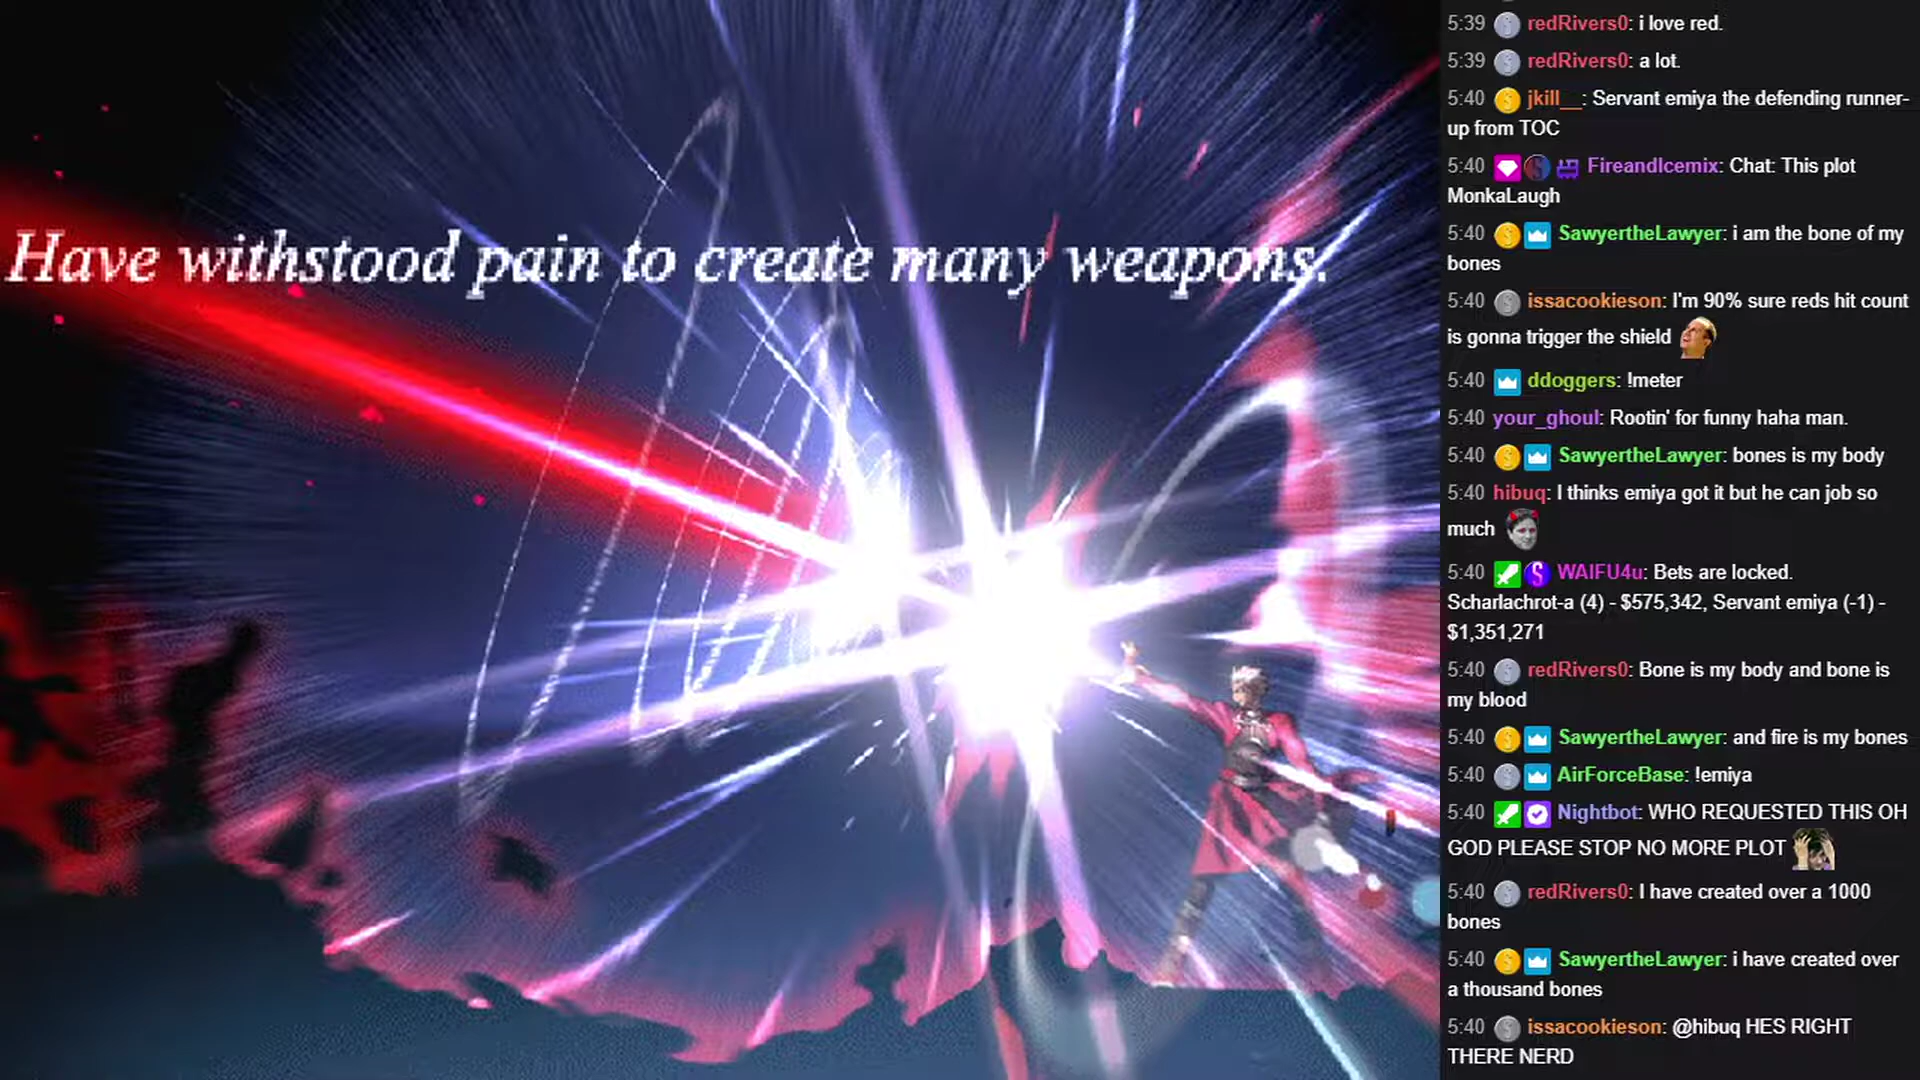 Have withstood pain to create many weapons.
5:39 redRivers0: i love red.
5:39 redRivers0: a lot.
5:40 jkill__: Servant emiya the defending runner-
up from TOC
5:40 FireandIcemix: Chat: This plot
MonkaLaugh
5:40 SawyertheLawyer: i am the bone of my
bones
5:40 issacookieson: I'm 90% sure reds hit count
is gonna trigger the shield
5:40 ddoggers: !meter
5:40 your_ghoul: Rootin' for funny haha man.
5:40 SawyertheLawyer: bones is my body
5:40 hibuq: I thinks emiya got it but he can job so
much
5:40 WAIFU4u: Bets are locked.
Scharlachrot-a (4) - $575,342, Servant emiya (-1) -
$1,351,271
5:40 redRivers0: Bone is my body and bone is
my blood
5:40 SawyertheLawyer: and fire is my bones
5:40 AirForceBase: !emiya
5:40 Nightbot: WHO REQUESTED THIS OH
GOD PLEASE STOP NO MORE PLOT
5:40 redRivers0: I have created over a 1000
bones
5:40 SawyertheLawyer: i have created over
a thousand bones
5:40 issacookieson: @hibuq HES RIGHT
THERE NERD